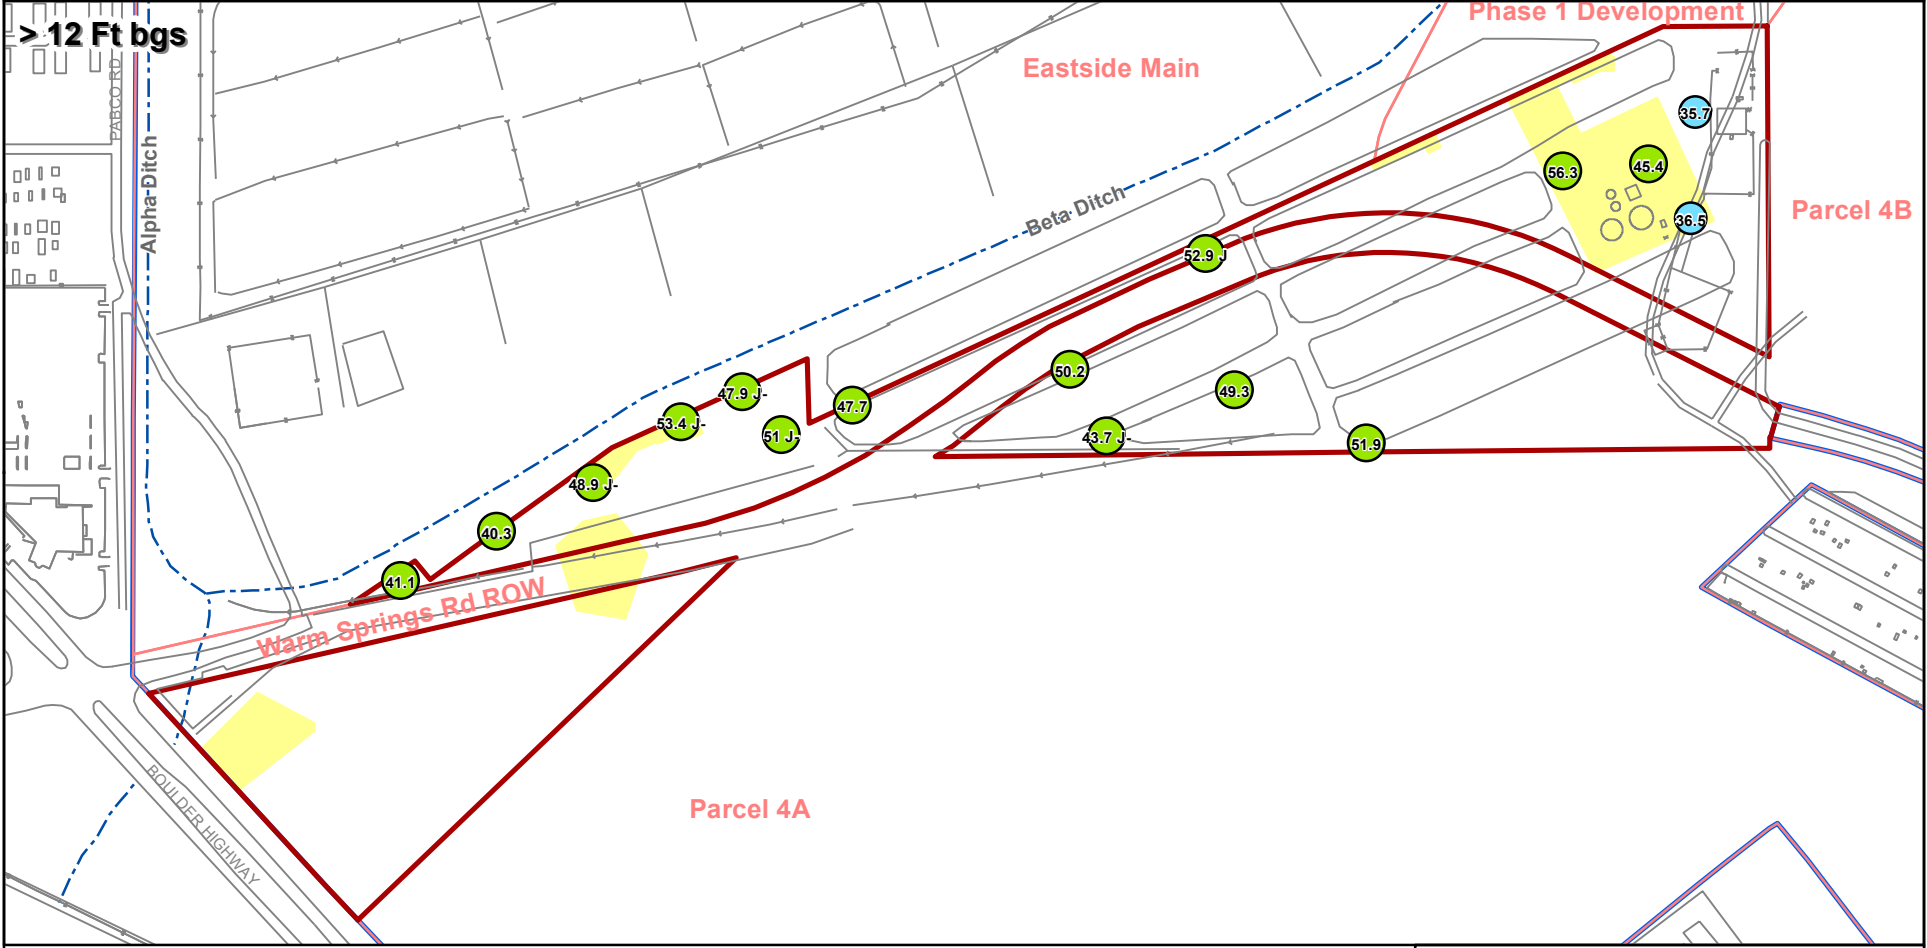 Phase 1 Development
> 12 Ft bgs
Eastside Main
PABCO RD
Alpha Ditch
35.7
45.4
56.3
Beta Ditch
Parcel 4B
36.5
52.9 J
50.2
47.9 J-
49.3
47.7
53.4 J-
51 J-
43.7 J-
51.9
48.9 J-
40.3
41.1
Warm Springs Rd ROW
Parcel 4A
BOULDER HIGHWAY